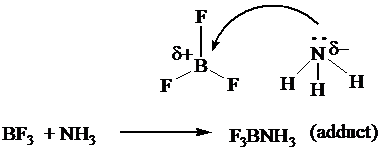 F
δ+ B
F F
N δ–
H H H
BF₃ + NH₃ ⟶ F₃BNH₃ (adduct)